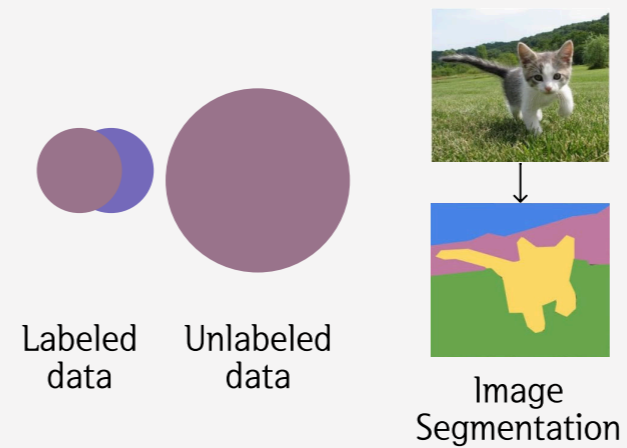 Labeled
data
Unlabeled
data
Image
Segmentation